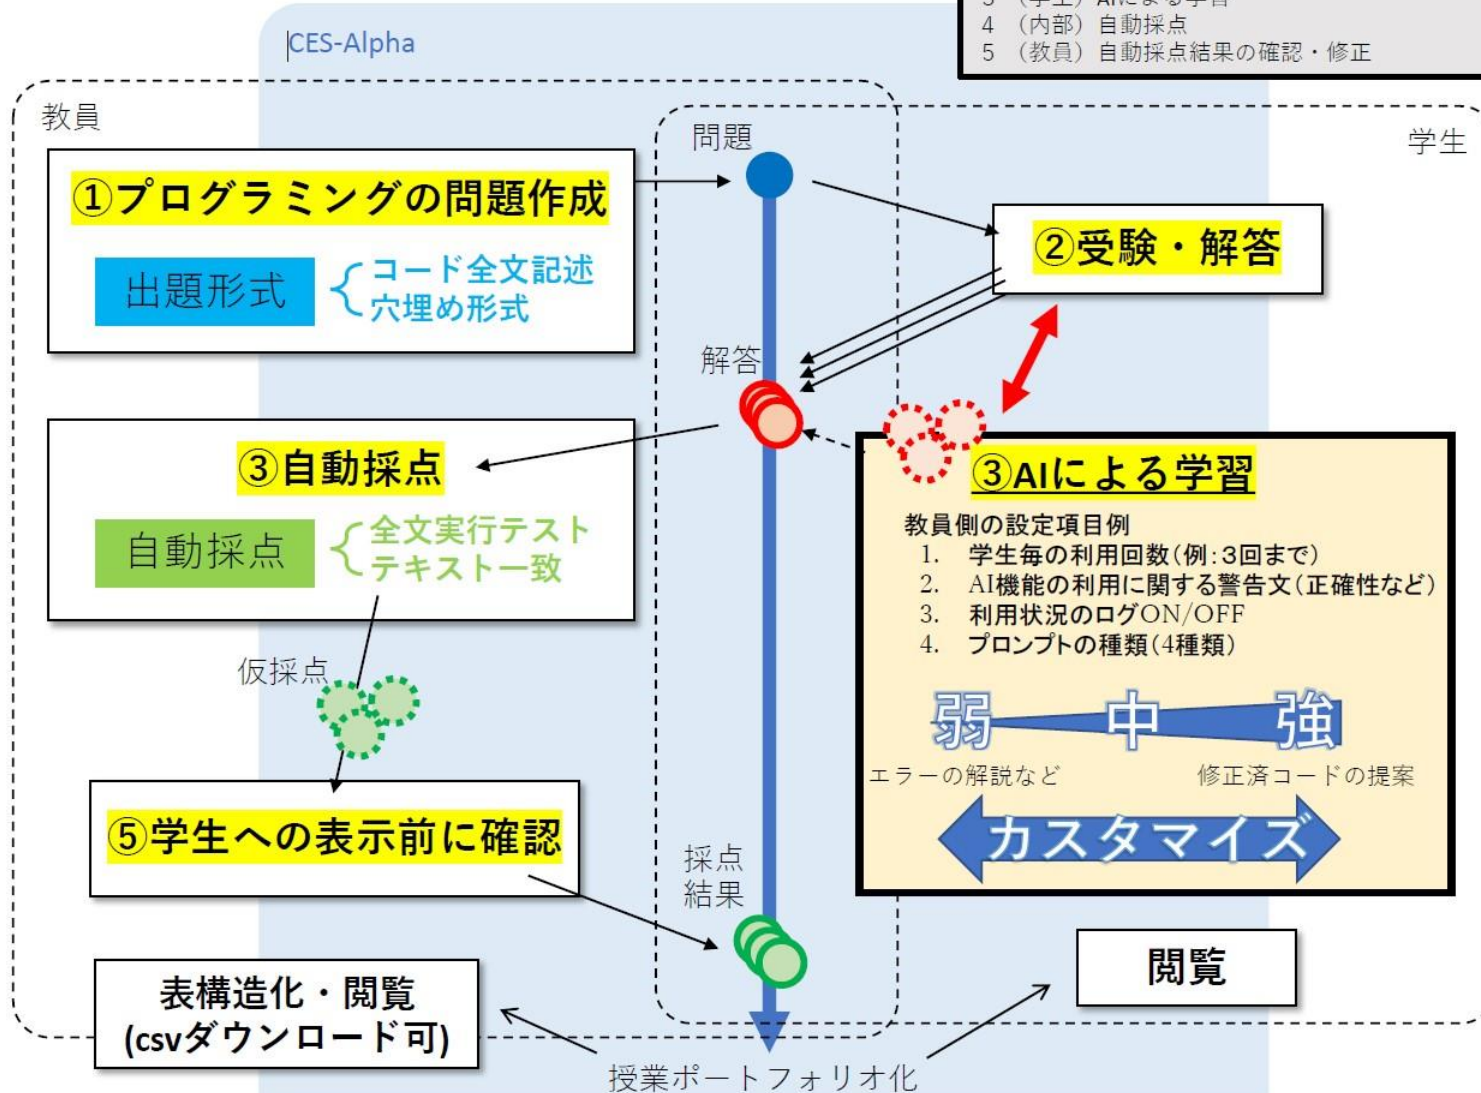 3 （学生）AIによる学習
4 （内部）自動採点
5 （教員）自動採点結果の確認・修正
CES-Alpha
教員
学生
問題
①プログラミングの問題作成
出題形式
コード全文記述
穴埋め形式
②受験・解答
解答
③自動採点
自動採点
全文実行テスト
テキスト一致
③AIによる学習
教員側の設定項目例
1. 学生毎の利用回数(例:3回まで)
2. AI機能の利用に関する警告文(正確性など)
3. 利用状況のログON/OFF
4. プロンプトの種類(4種類)
弱 中 強
エラーの解説など 修正済コードの提案
カスタマイズ
仮採点
⑤学生への表示前に確認
採点
結果
表構造化・閲覧
(csvダウンロード可)
閲覧
授業ポートフォリオ化